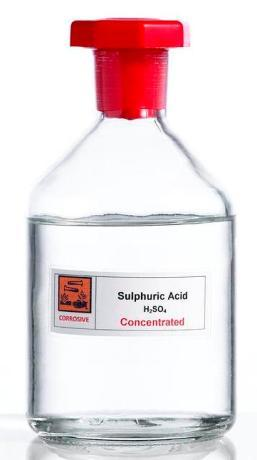 Sulphuric Acid
H₂SO₄
Concentrated
CORROSIVE